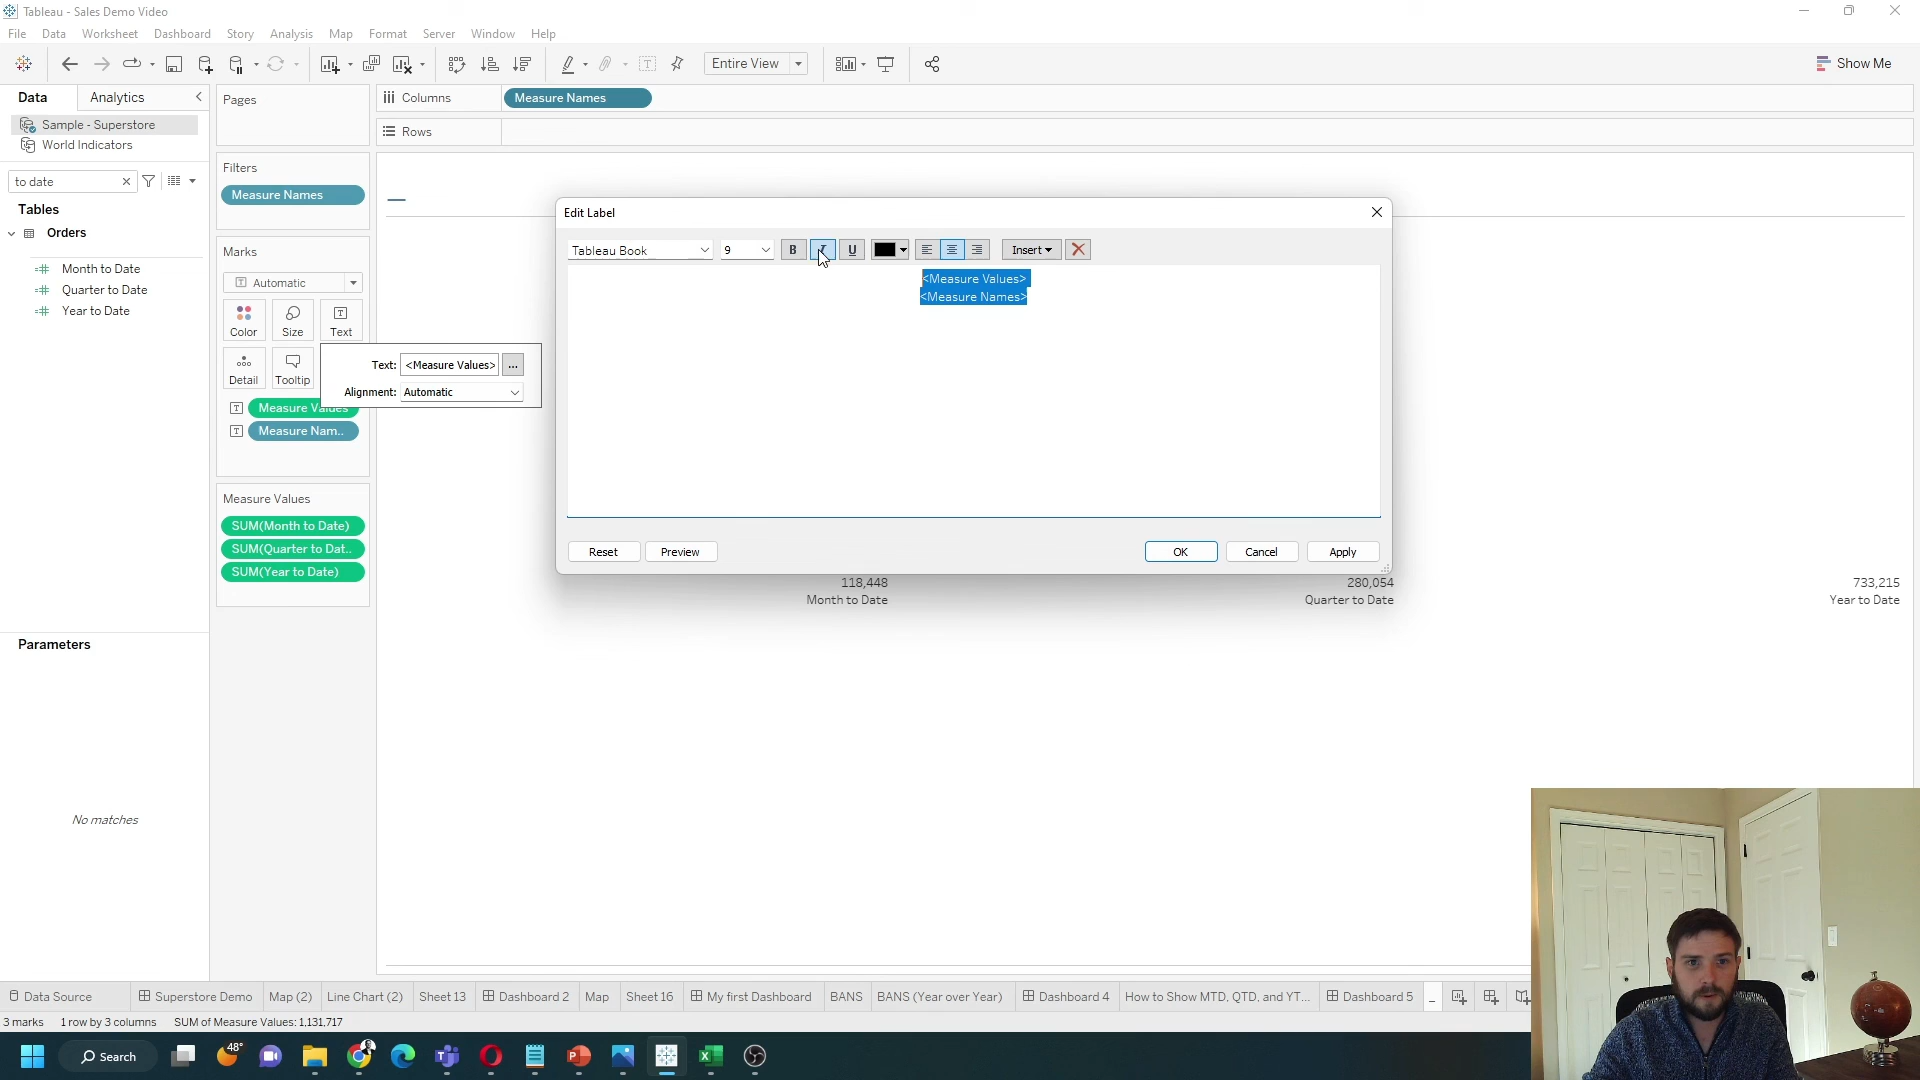 Tableau - Sales Demo Video
File Data Worksheet Dashboard Story Analysis Map Format Server Window Help
Entire View
Show Me
Data Analytics
Sample - Superstore
World Indicators
to date
Tables
Orders
Month to Date
Quarter to Date
Year to Date
Parameters
No matches
Pages
Filters
Measure Names
Marks
Automatic
Color Size Text
Detail Tooltip
Text: <Measure Values> ...
Alignment: Automatic
Measure Values
Measure Nam..
Measure Values
SUM(Month to Date)
SUM(Quarter to Dat..
SUM(Year to Date)
Columns Measure Names
Rows
Edit Label
Tableau Book 9 B I U Insert
<Measure Values>
<Measure Names>
Reset Preview OK Cancel Apply
118,448 280,054 733,215
Month to Date Quarter to Date Year to Date
Data Source Superstore Demo Map (2) Line Chart (2) Sheet 13 Dashboard 2 Map Sheet 16 My first Dashboard BANS BANS (Year over Year) Dashboard 4 How to Show MTD, QTD, and YT... Dashboard 5
3 marks 1 row by 3 columns SUM of Measure Values: 1,131,717
Search 48°